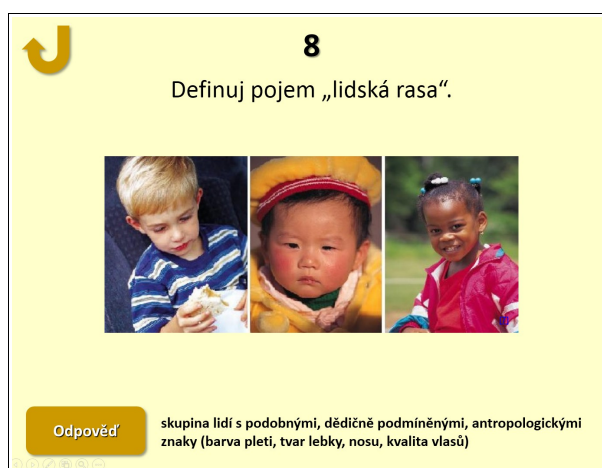 8
Definuj pojem „lidská rasa“.
Odpověď
skupina lidí s podobnými, dědičně podmíněnými, antropologickými
znaky (barva pleti, tvar lebky, nosu, kvalita vlasů)